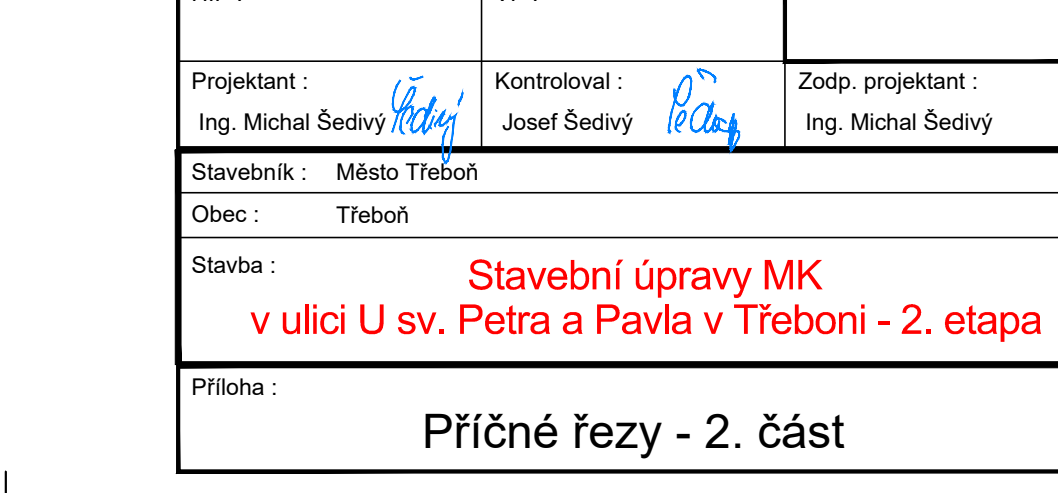 Projektant :
Kontroloval :
Zodp. projektant :
Ing. Michal Šedivý
Josef Šedivý
Ing. Michal Šedivý
Stavebník :
Město Třeboň
Obec :
Třeboň
Stavba :
Stavební úpravy MK
v ulici U sv. Petra a Pavla v Třeboni - 2. etapa
Příloha :
Příčné řezy - 2. část